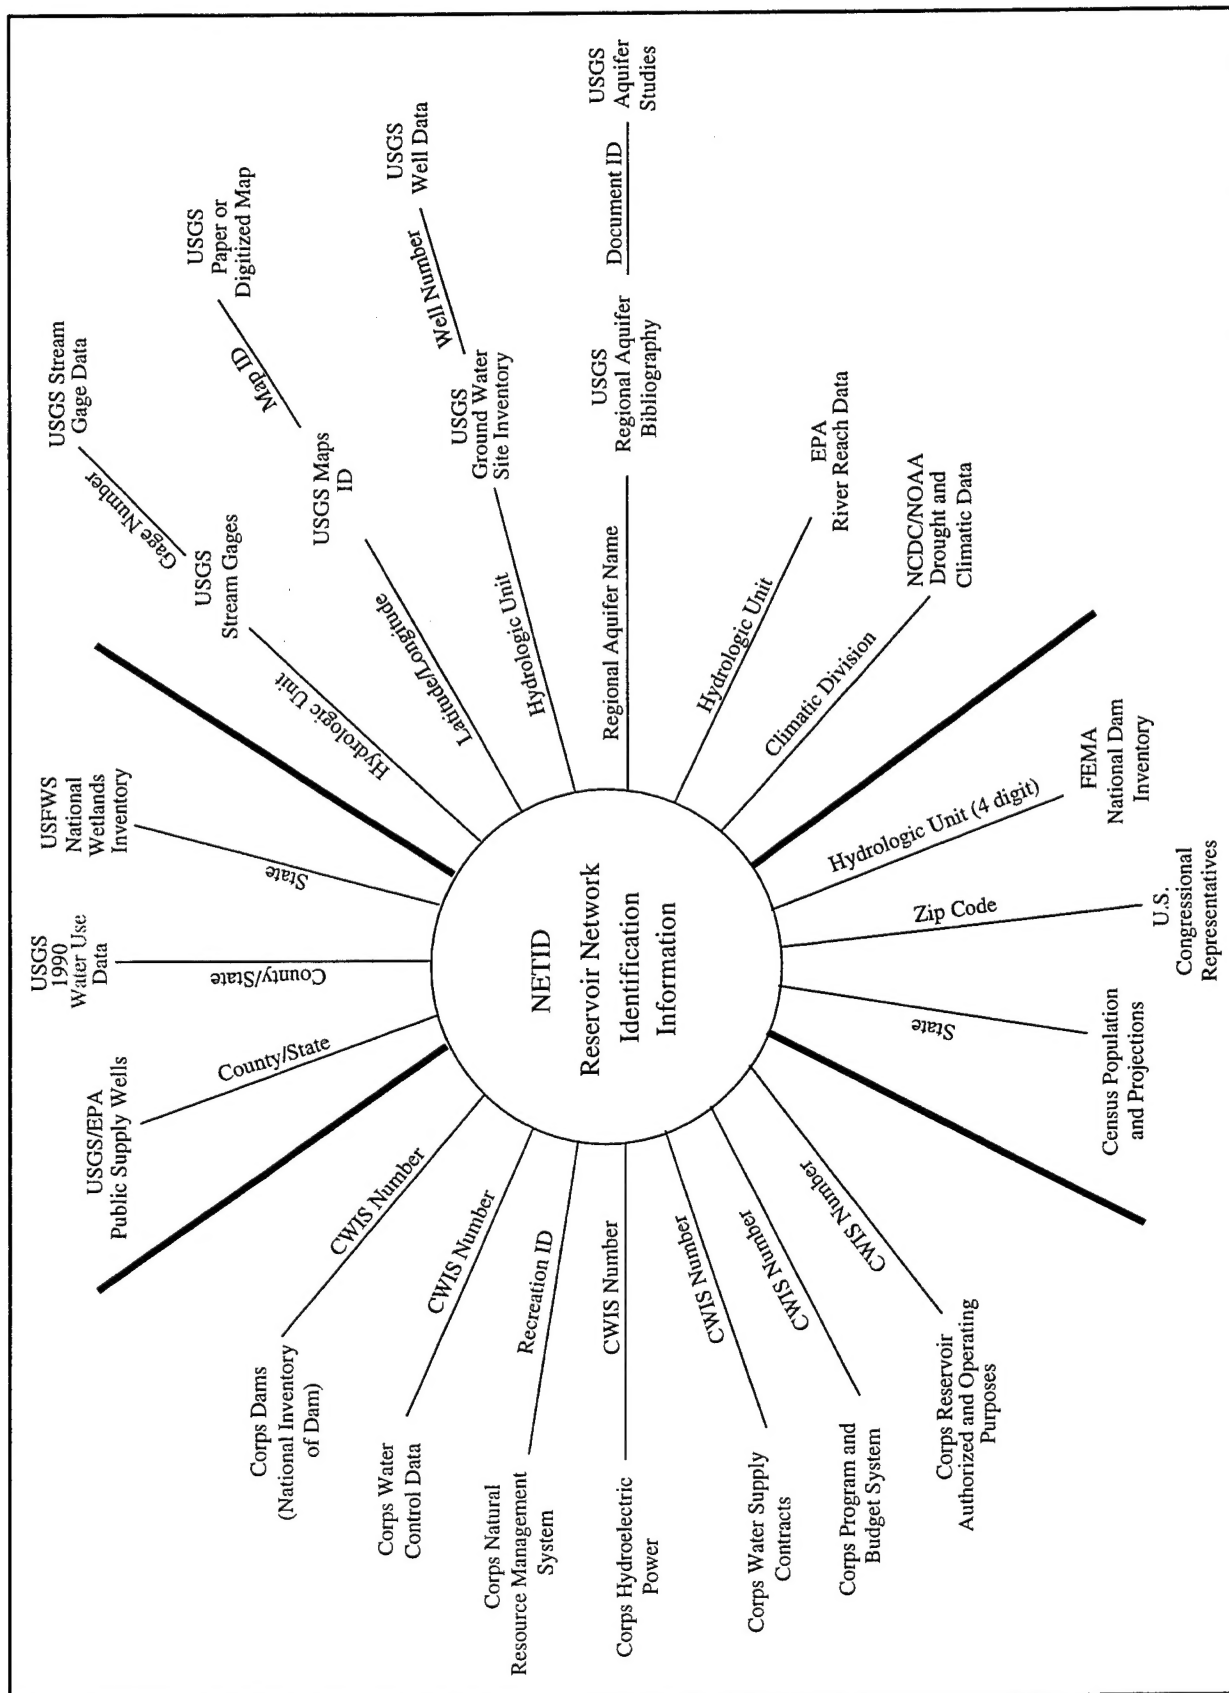 NETID
Reservoir Network
Identification
Information
USGS/EPA
Public Supply Wells
County/State
USGS
1990
Water Use
Data
County/State
USFWS
National
Wetlands
Inventory
State
USGS Stream
Gage Data
Gage Number
USGS
Stream Gages
Hydrologic Unit
USGS
Paper or
Digitized Map
Map ID
USGS Maps
ID
Latitude/Longitude
USGS
Well Data
Well Number
USGS
Ground Water
Site Inventory
Hydrologic Unit
USGS
Aquifer
Studies
Document ID
USGS
Regional Aquifer
Bibliography
Regional Aquifer Name
EPA
River Reach Data
Hydrologic Unit
NCDC/NOAA
Drought and
Climatic Data
Climatic Division
FEMA
National Dam
Inventory
Hydrologic Unit (4 digit)
U.S.
Congressional
Representatives
Zip Code
Census Population
and Projections
State
Corps Reservoir
Authorized and Operating
Purposes
CWIS Number
Corps Program and
Budget System
CWIS Number
Corps Water Supply
Contracts
CWIS Number
Corps Hydroelectric
Power
CWIS Number
Corps Natural
Resource Management
System
Recreation ID
Corps Water
Control Data
CWIS Number
Corps Dams
(National Inventory
of Dam)
CWIS Number